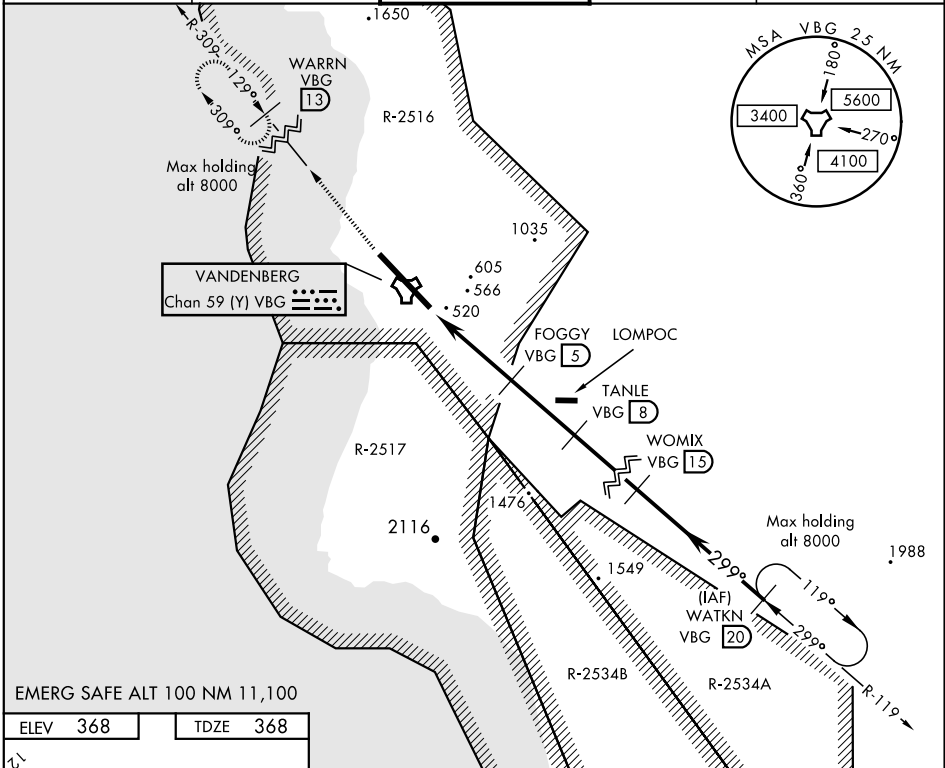 1650
R-309
129°
309°
WARRN
VBG
13
Max holding
alt 8000
R-2516
MSA VBG 25 NM
180°
3400
5600
270°
4100
360°
1035
605
566
520
VANDENBERG
Chan 59 (Y) VBG
FOGGY
VBG 5
LOMPOC
TANLE
VBG 8
WOMIX
VBG 15
R-2517
1476
2116
1549
Max holding
alt 8000
1988
299°
119°
(IAF)
WATKN
VBG 20
299°
R-2534B
R-2534A
R-119
EMERG SAFE ALT 100 NM 11,100
ELEV 368
TDZE 368
12